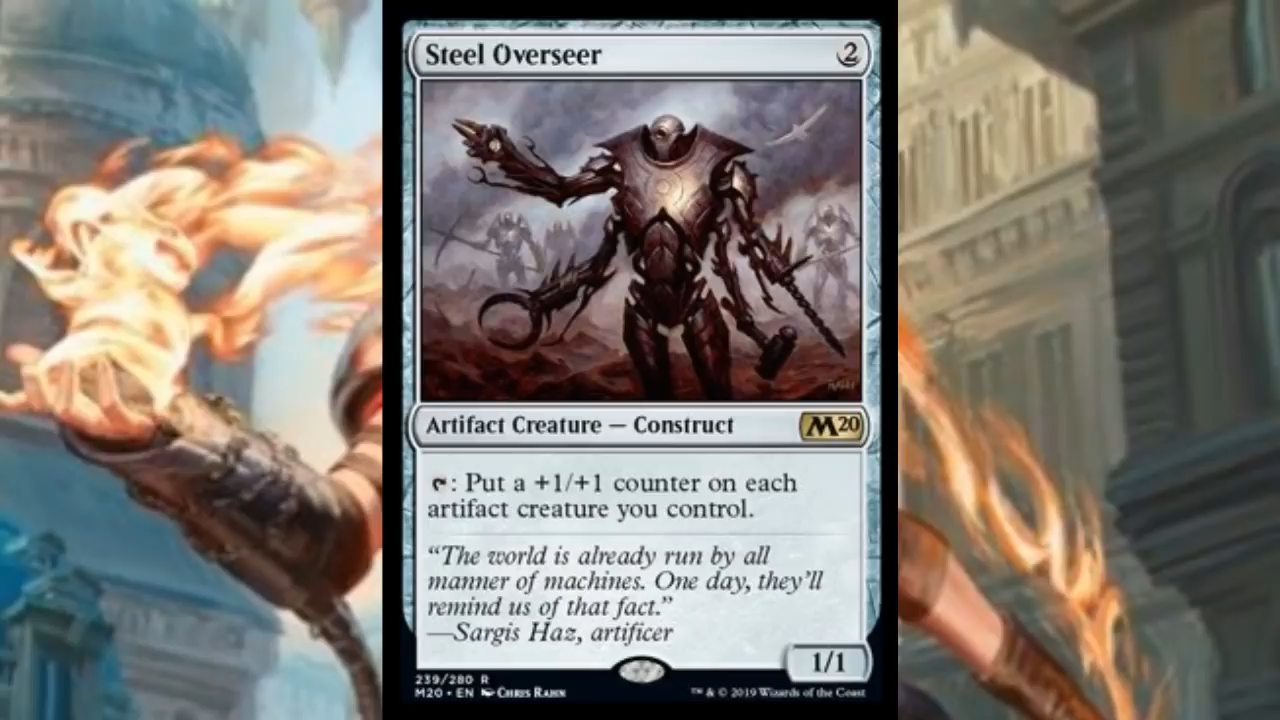 Steel Overseer 2
Artifact Creature — Construct M20
: Put a +1/+1 counter on each
artifact creature you control.
“The world is already run by all
manner of machines. One day, they’ll
remind us of that fact.”
—Sargis Haz, artificer
1/1
239/280 R
M20 • EN Chris Rahn
™ & © 2019 Wizards of the Coast